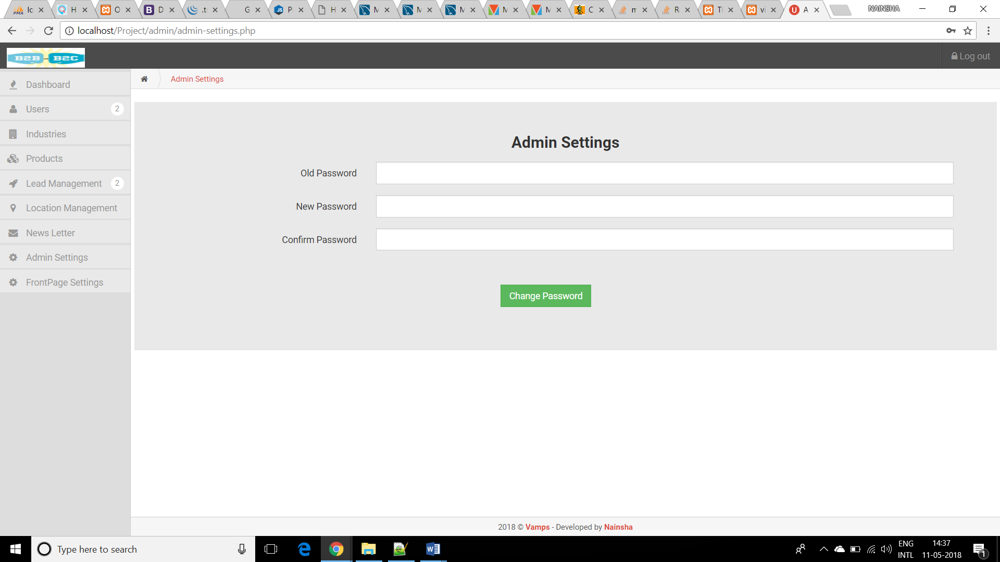 lc
H
O
D
.ti
G
Pl
H
M
M
M
M
M
C
m
R
Tl
vi
A
NAINSHA
localhost/Project/admin/admin-settings.php
B2B - B2C
Log out
Dashboard
Admin Settings
Users 2
Industries
Products
Lead Management 2
Location Management
News Letter
Admin Settings
FrontPage Settings
Admin Settings
Old Password
New Password
Confirm Password
Change Password
2018 © Vamps - Developed by Nainsha
Type here to search
ENG
INTL
14:37
11-05-2018
1